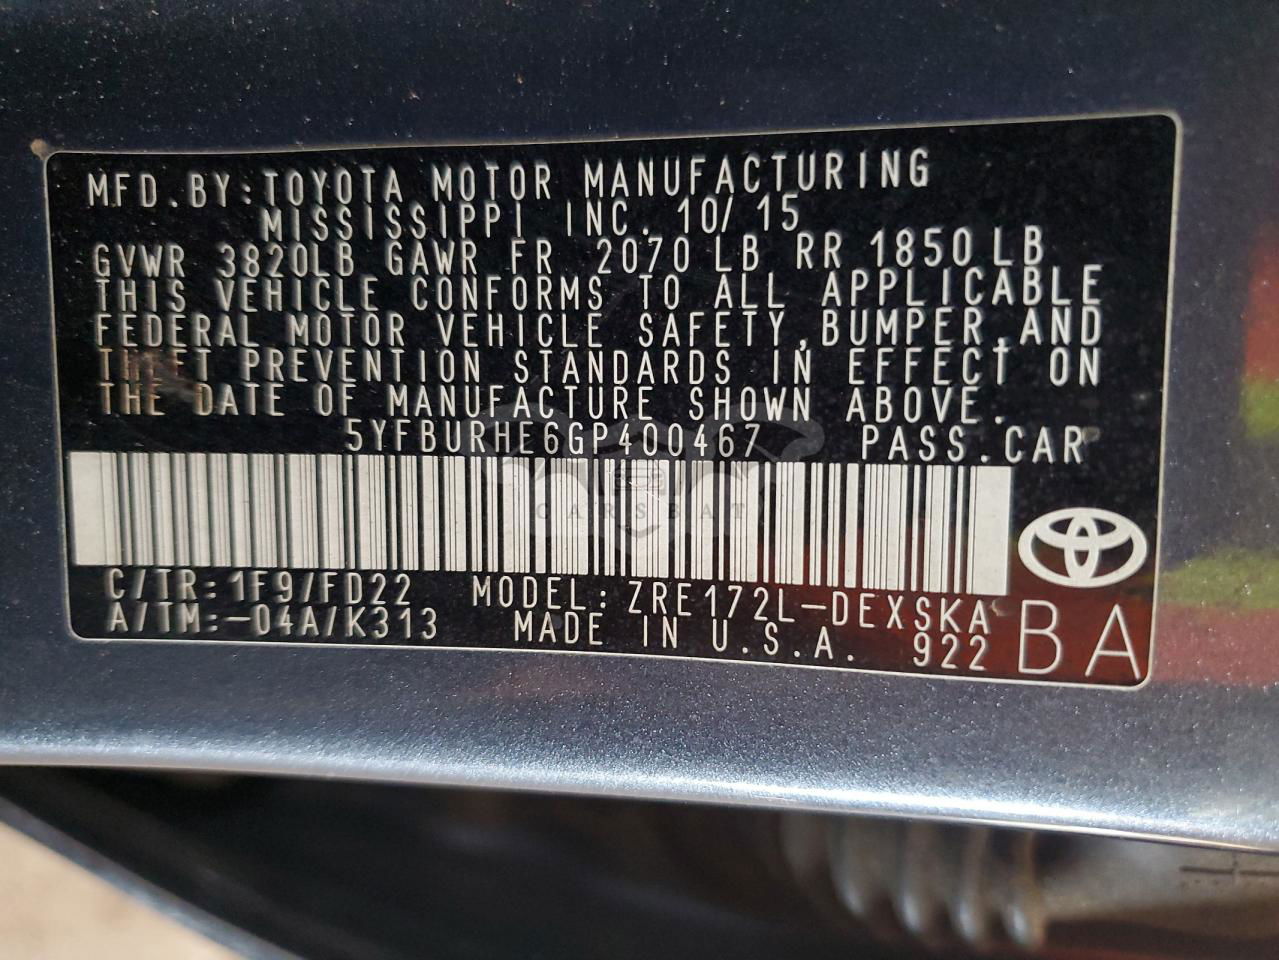 MFD.BY:TOYOTA MOTOR MANUFACTURING
MISSISSIPPI INC. 10/15
GVWR 3820LB GAWR FR 2070 LB RR 1850 LB
THIS VEHICLE CONFORMS TO ALL APPLICABLE
FEDERAL MOTOR VEHICLE SAFETY,BUMPER,AND
THEFT PREVENTION STANDARDS IN EFFECT ON
THE DATE OF MANUFACTURE SHOWN ABOVE.
5YFBURHE6GP400467 PASS.CAR
CARSBAT
C/TR:1F9/FD22 MODEL:ZRE172L-DEXSKA
A/TM:-04A/K313 MADE IN U.S.A. 922 BA